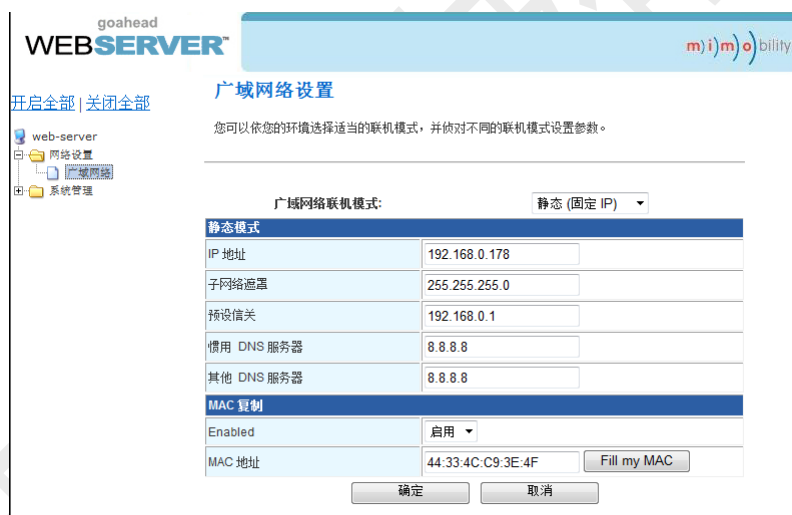 goahead
WEBSERVER™
m)i)m)o)bility
开启全部 | 关闭全部
web-server
网络设置
广域网络
系统管理
广域网络设置
您可以依您的环境选择适当的联机模式，并侦对不同的联机模式设置参数。
广域网络联机模式: 静态 (固定 IP)
静态模式
IP 地址 192.168.0.178
子网络遮罩 255.255.255.0
预设信关 192.168.0.1
惯用 DNS 服务器 8.8.8.8
其他 DNS 服务器 8.8.8.8
MAC 复制
Enabled 启用
MAC 地址 44:33:4C:C9:3E:4F Fill my MAC
确定 取消